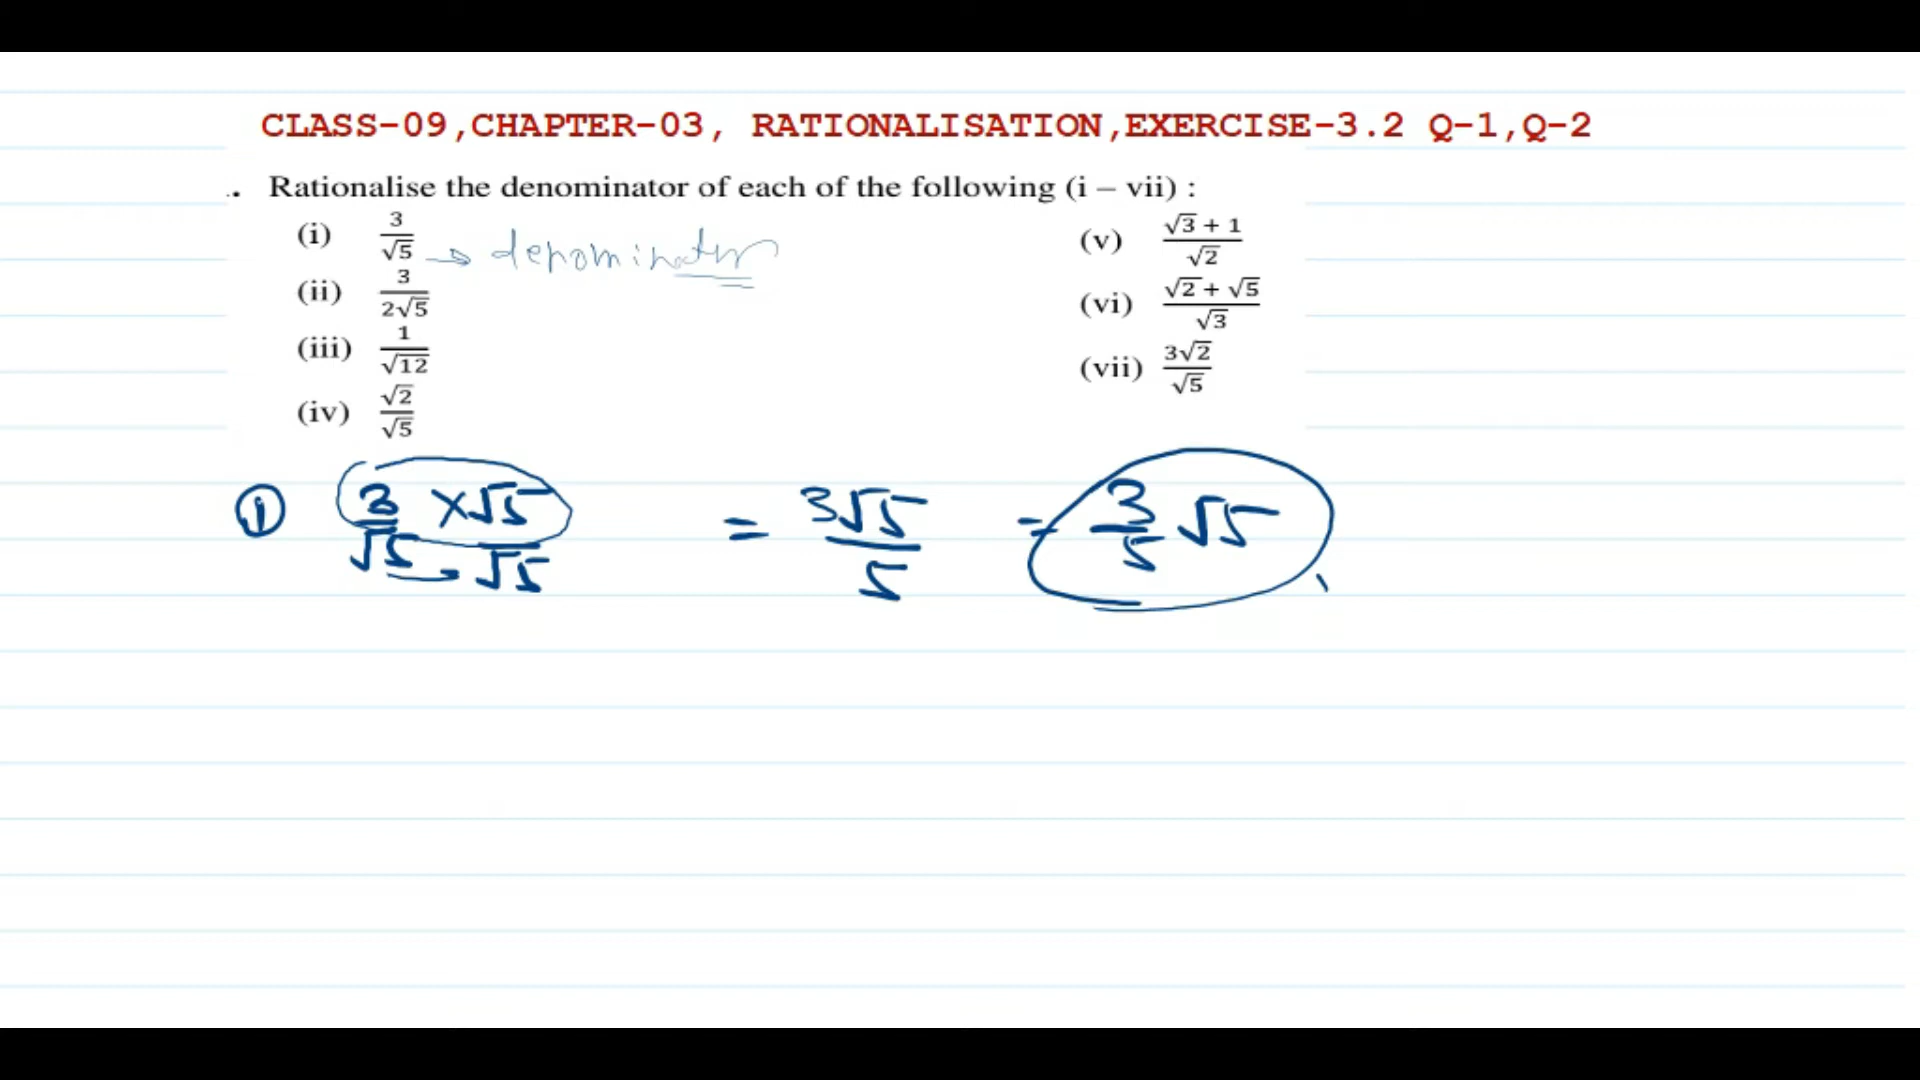 CLASS-09,CHAPTER-03, RATIONALISATION,EXERCISE-3.2 Q-1,Q-2
. Rationalise the denominator of each of the following (i – vii) :
(i) 3/√5 → denominator
(ii) 3/2√5
(iii) 1/√12
(iv) √2/√5
(v) √3 + 1/√2
(vi) √2 + √5/√3
(vii) 3√2/√5
① 3/√5 × √5/√5 = 3√5/5 = 3/5 √5